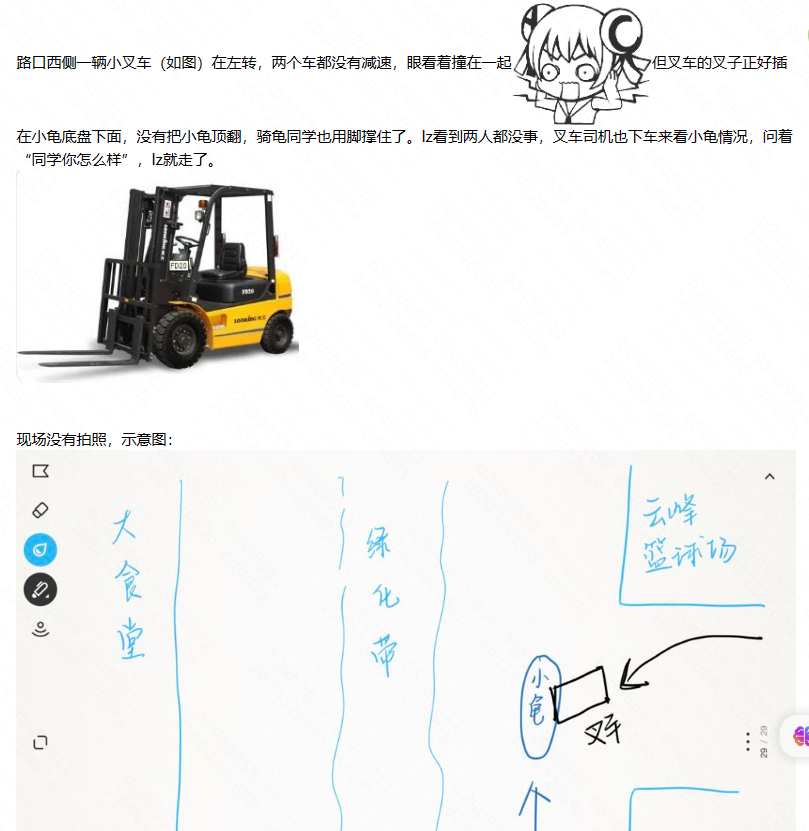 路口西侧一辆小叉车（如图）在左转，两个车都没有减速，眼看着撞在一起
但叉车的叉子正好插
在小龟底盘下面，没有把小龟顶翻，骑龟同学也用脚撑住了。lz看到两人都没事，叉车司机也下车来看小龟情况，问着
“同学你怎么样”，lz就走了。
FD20
FD20
LONKING
现场没有拍照，示意图：
大食堂
绿化带
云峰
篮球场
小龟
叉车
29 / 29